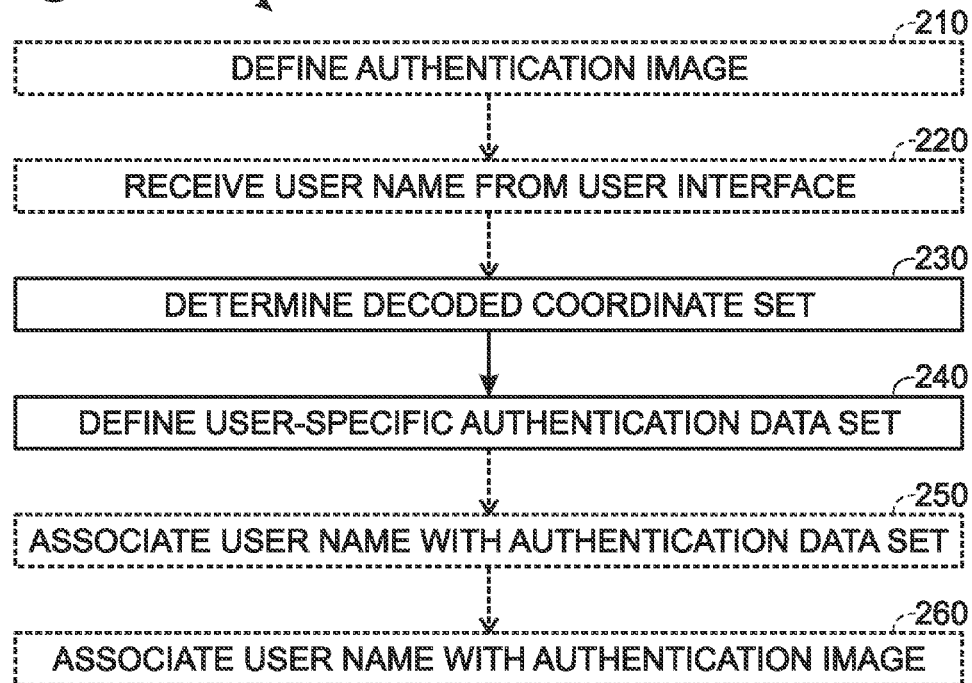 210
DEFINE AUTHENTICATION IMAGE
220
RECEIVE USER NAME FROM USER INTERFACE
230
DETERMINE DECODED COORDINATE SET
240
DEFINE USER-SPECIFIC AUTHENTICATION DATA SET
250
ASSOCIATE USER NAME WITH AUTHENTICATION DATA SET
260
ASSOCIATE USER NAME WITH AUTHENTICATION IMAGE